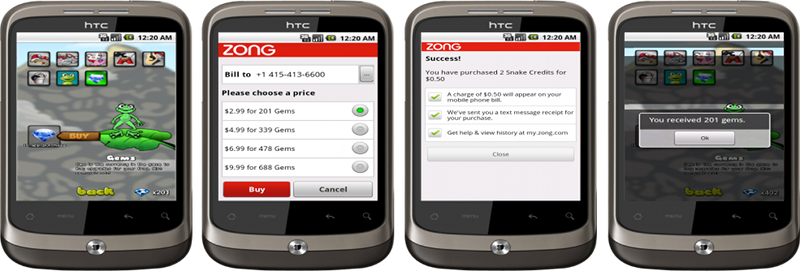 hTC
12:20 AM
BUY
Gems
back
x201
menu
hTC
12:20 AM
ZONG
Bill to +1 415-413-6600
...
Please choose a price
$2.99 for 201 Gems
$4.99 for 339 Gems
$6.99 for 478 Gems
$9.99 for 688 Gems
Buy
Cancel
menu
hTC
12:20 AM
ZONG
Success!
You have purchased 2 Snake Credits for
$0.50
A charge of $0.50 will appear on your
mobile phone bill.
We've sent you a text message receipt for
your purchase.
Get help & view history at my.zong.com
Close
menu
hTC
12:20 AM
You received 201 gems.
Ok
Gems
back
x402
menu